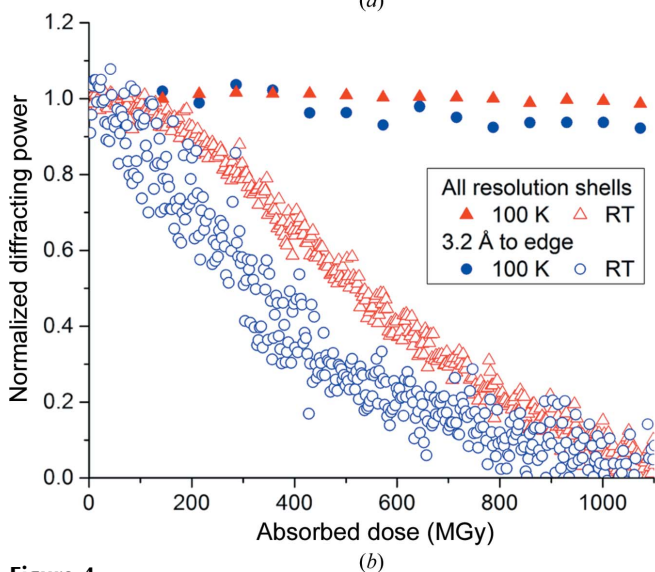 (a)
1.2
1.0
0.8
0.6
0.4
0.2
0.0
Normalized diffracting power
All resolution shells
100 K RT
3.2 Å to edge
100 K RT
0 200 400 600 800 1000
Absorbed dose (MGy)
(b)
Figure 4